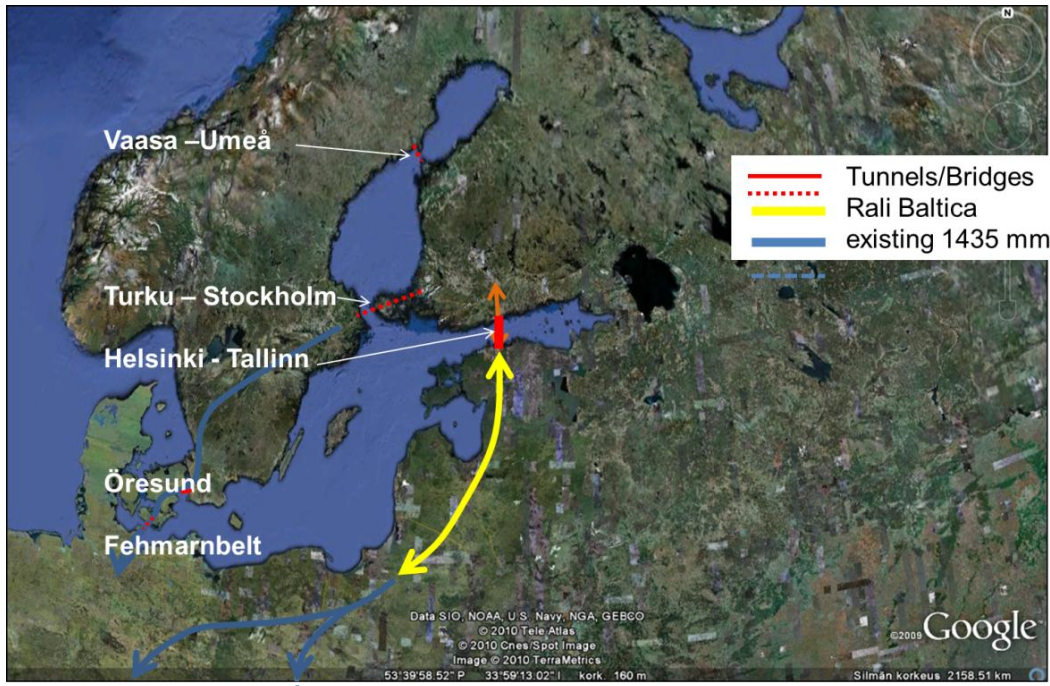 N
Vaasa –Umeå
Tunnels/Bridges
Rali Baltica
existing 1435 mm
Turku – Stockholm
Helsinki - Tallinn
Öresund
Fehmarnbelt
Data SIO, NOAA, U.S. Navy, NGA, GEBCO
© 2010 Tele Atlas
© 2010 Cnes/Spot Image
Image © 2010 TerraMetrics
©2009 Google™
53°39'58.52" P 33°59'13.02" I kork. 160 m Silmän korkeus 2158.51 km